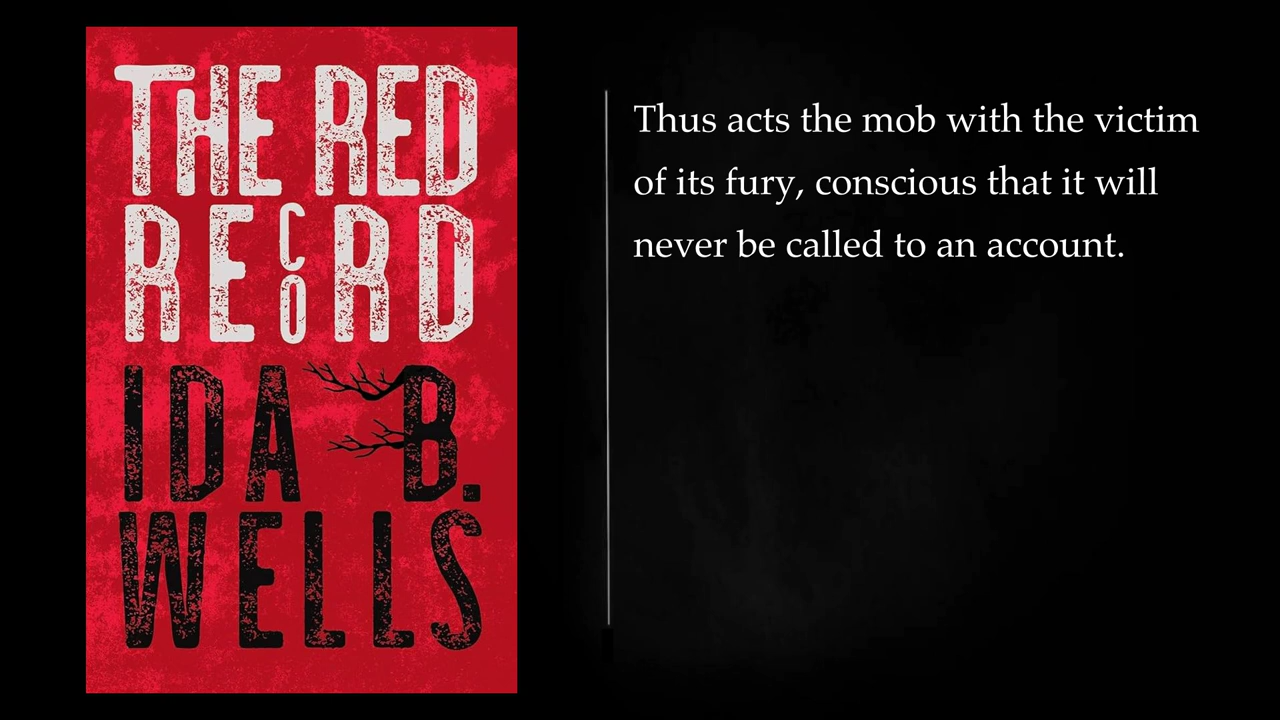 THE RED
RECORD
IDA B.
WELLS
Thus acts the mob with the victim
of its fury, conscious that it will
never be called to an account.